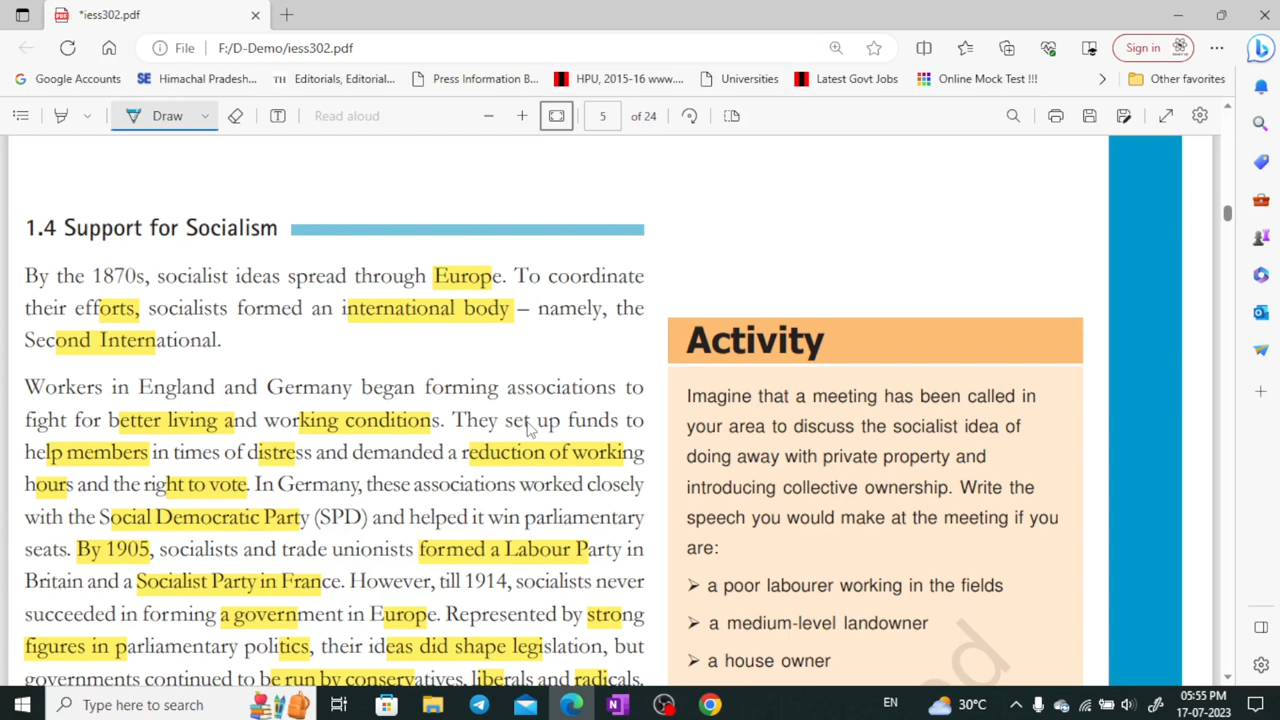 *iess302.pdf
File F:/D-Demo/iess302.pdf Sign in
Google Accounts SE Himachal Pradesh... TH Editorials, Editorial... Press Information B... HPU, 2015-16 www.... Universities Latest Govt Jobs Online Mock Test !!! Other favorites
Draw Read aloud 5 of 24
1.4 Support for Socialism
By the 1870s, socialist ideas spread through Europe. To coordinate
their efforts, socialists formed an international body – namely, the
Second International.
Workers in England and Germany began forming associations to
fight for better living and working conditions. They set up funds to
help members in times of distress and demanded a reduction of working
hours and the right to vote. In Germany, these associations worked closely
with the Social Democratic Party (SPD) and helped it win parliamentary
seats. By 1905, socialists and trade unionists formed a Labour Party in
Britain and a Socialist Party in France. However, till 1914, socialists never
succeeded in forming a government in Europe. Represented by strong
figures in parliamentary politics, their ideas did shape legislation, but
governments continued to be run by conservatives, liberals and radicals.
Activity
Imagine that a meeting has been called in
your area to discuss the socialist idea of
doing away with private property and
introducing collective ownership. Write the
speech you would make at the meeting if you
are:
➢ a poor labourer working in the fields
➢ a medium-level landowner
➢ a house owner
d
Type here to search
EN 30°C 05:55 PM
17-07-2023